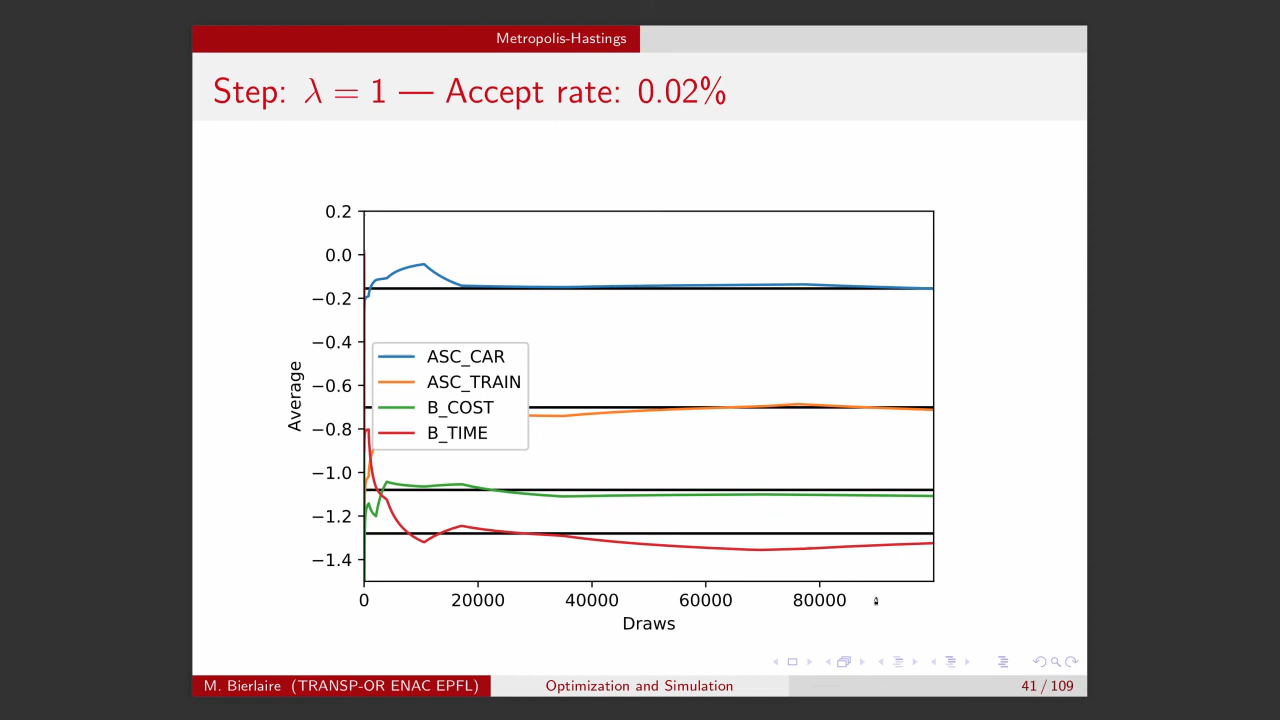 Metropolis-Hastings
Step: λ = 1 — Accept rate: 0.02%
0.2
0.0
−0.2
−0.4
−0.6
−0.8
−1.0
−1.2
−1.4
Average
ASC_CAR
ASC_TRAIN
B_COST
B_TIME
0 20000 40000 60000 80000
Draws
M. Bierlaire (TRANSP-OR ENAC EPFL) Optimization and Simulation 41 / 109